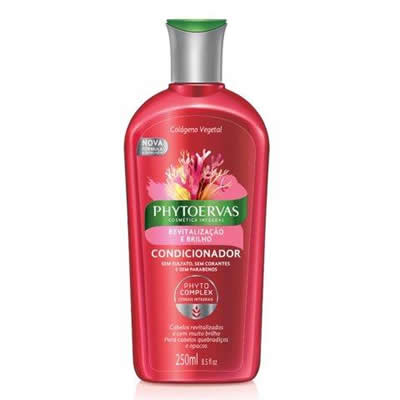 Colágeno Vegetal
NOVA
FÓRMULA
PHYTOERVAS
COSMÉTICA INTEGRAL
REVITALIZAÇÃO
E BRILHO
CONDICIONADOR
SEM SULFATO, SEM CORANTES
E SEM PARABENOS
PHYTO
COMPLEX
Cabelos revitalizados
e com muito brilho
Para cabelos quebradiços
e opacos
250ml 8.5 fl oz